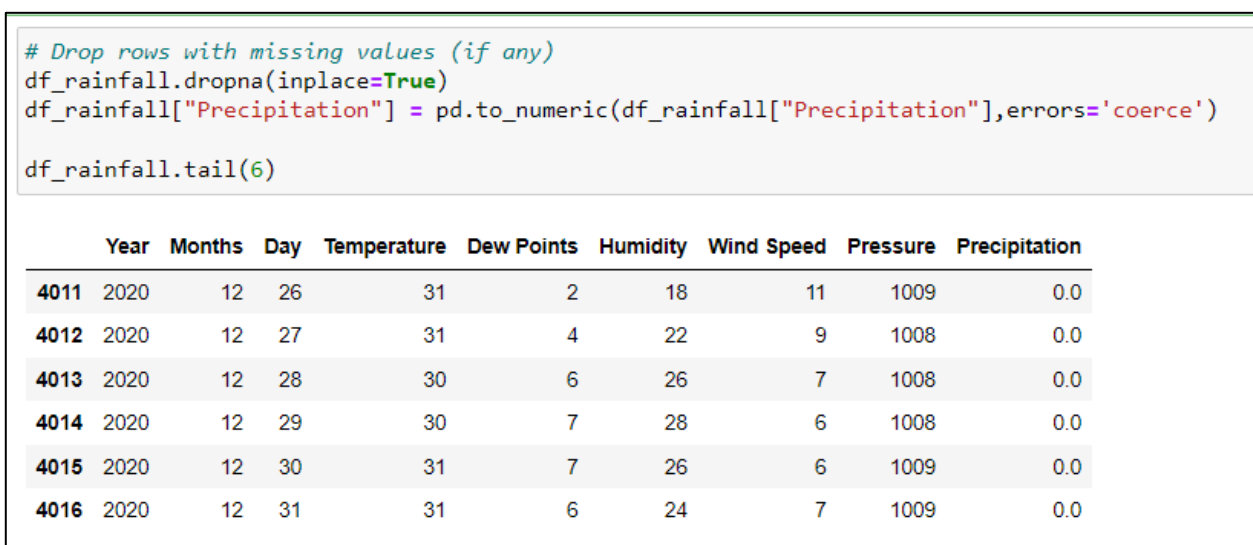 # Drop rows with missing values (if any)
df_rainfall.dropna(inplace=True)
df_rainfall["Precipitation"] = pd.to_numeric(df_rainfall["Precipitation"],errors='coerce')
df_rainfall.tail(6)
Year Months Day Temperature Dew Points Humidity Wind Speed Pressure Precipitation
4011 2020 12 26 31 2 18 11 1009 0.0
4012 2020 12 27 31 4 22 9 1008 0.0
4013 2020 12 28 30 6 26 7 1008 0.0
4014 2020 12 29 30 7 28 6 1008 0.0
4015 2020 12 30 31 7 26 6 1009 0.0
4016 2020 12 31 31 6 24 7 1009 0.0